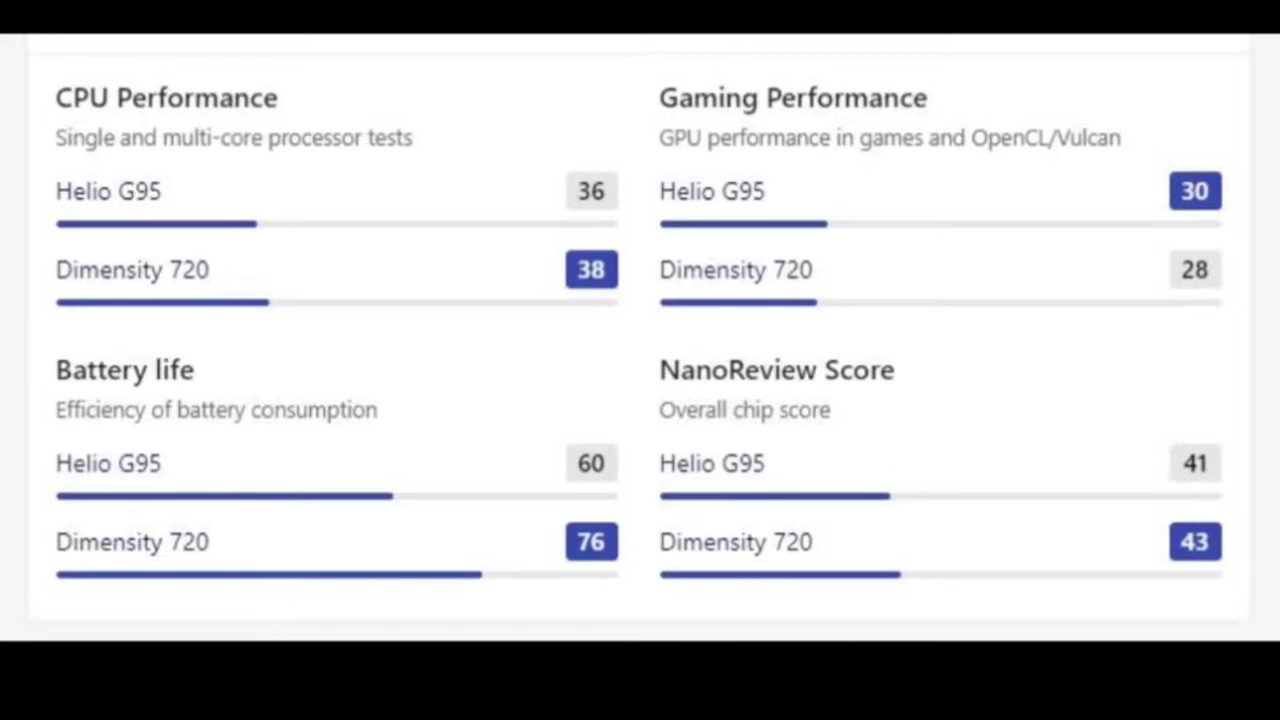 CPU Performance
Single and multi-core processor tests
Helio G95 36
Dimensity 720 38
Gaming Performance
GPU performance in games and OpenCL/Vulcan
Helio G95 30
Dimensity 720 28
Battery life
Efficiency of battery consumption
Helio G95 60
Dimensity 720 76
NanoReview Score
Overall chip score
Helio G95 41
Dimensity 720 43